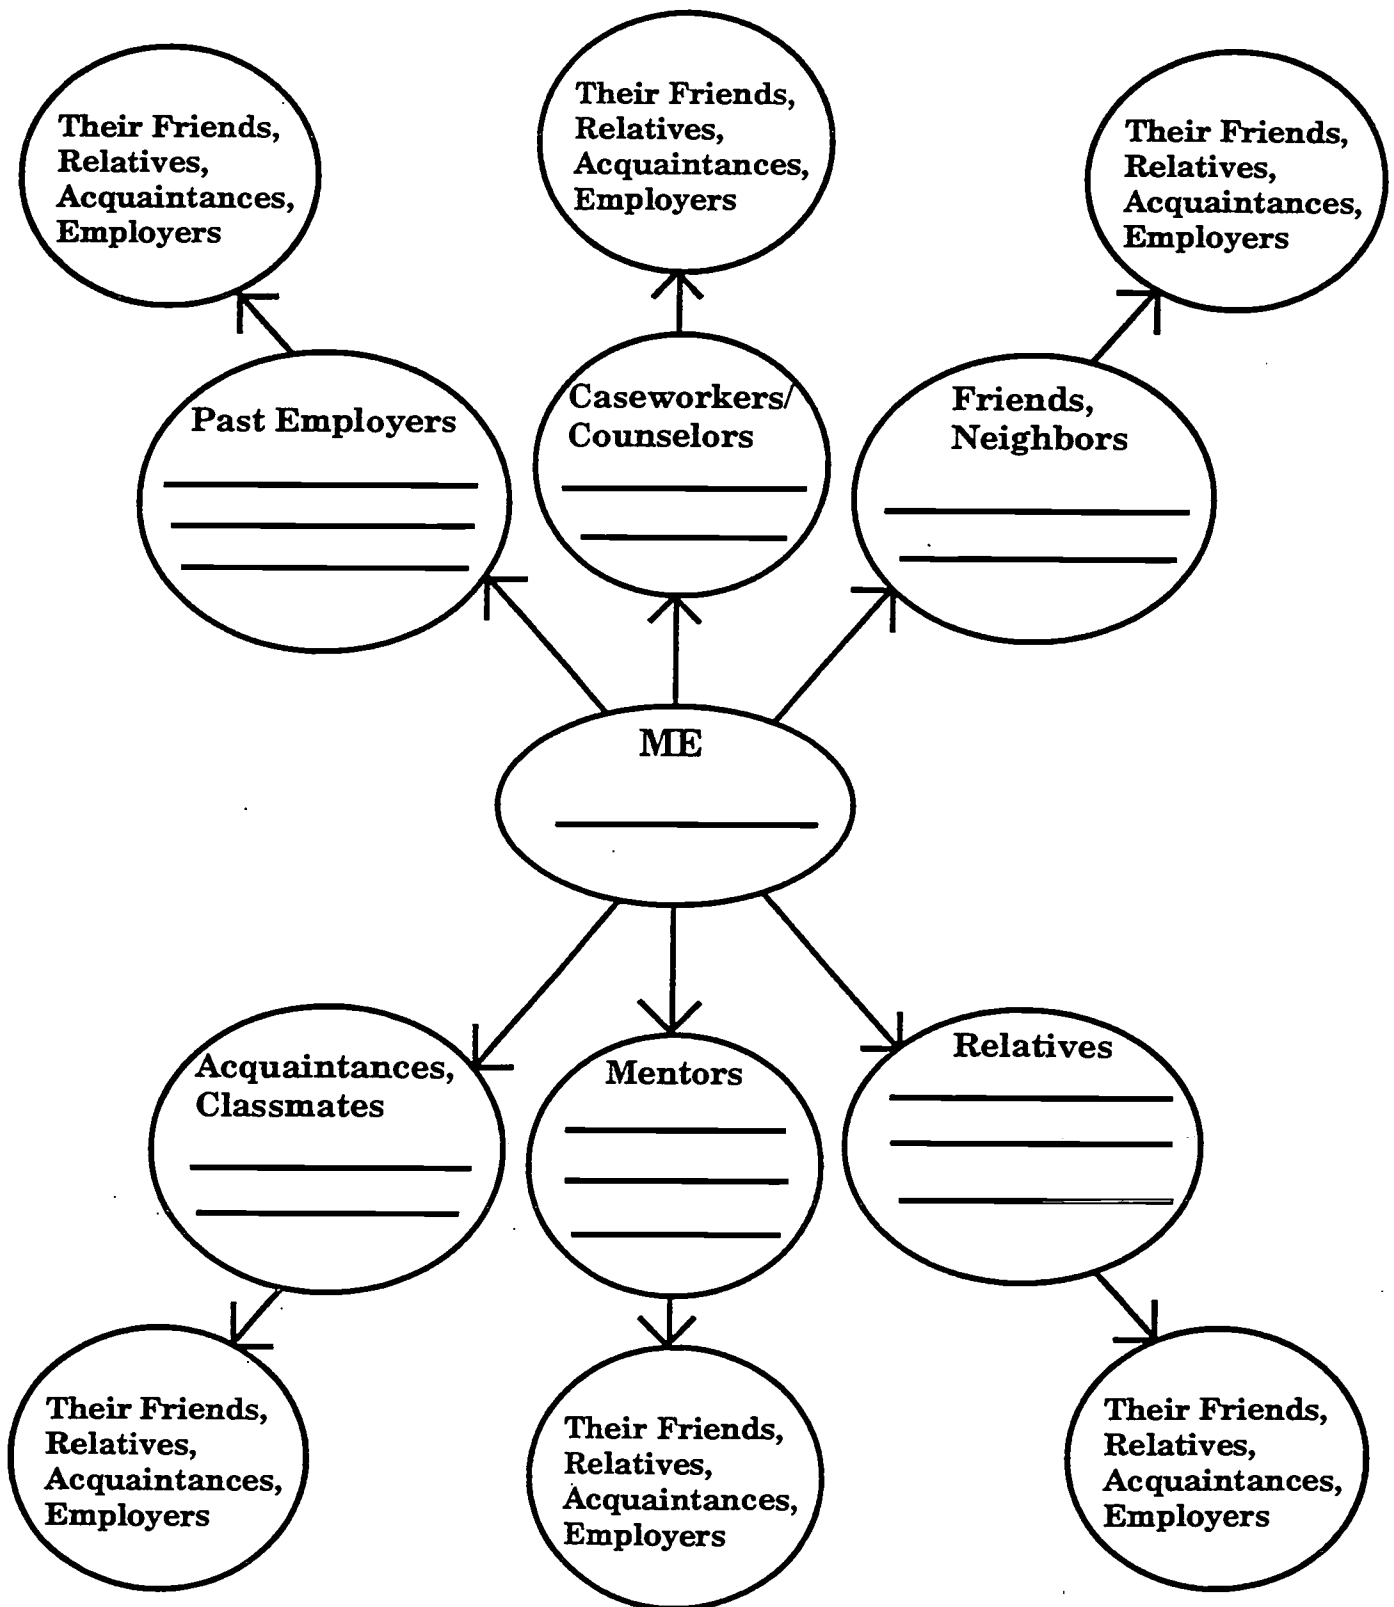 Their Friends,
Relatives,
Acquaintances,
Employers
Their Friends,
Relatives,
Acquaintances,
Employers
Their Friends,
Relatives,
Acquaintances,
Employers
Past Employers
Caseworkers/
Counselors
Friends,
Neighbors
ME
Acquaintances,
Classmates
Mentors
Relatives
Their Friends,
Relatives,
Acquaintances,
Employers
Their Friends,
Relatives,
Acquaintances,
Employers
Their Friends,
Relatives,
Acquaintances,
Employers